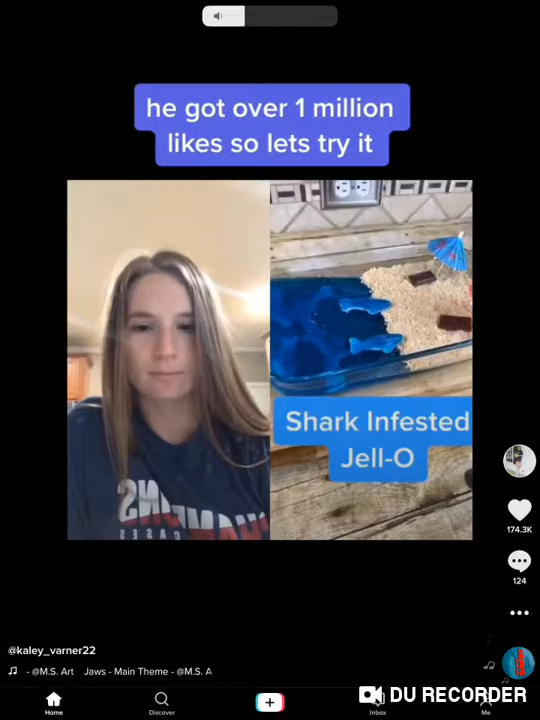 he got over 1 million
likes so lets try it
Shark Infested
Jell-O
174.3K
124
@kaley_varner22
- @M.S. Art Jaws - Main Theme - @M.S. A
DU RECORDER
Home
Discover
Inbox
Me